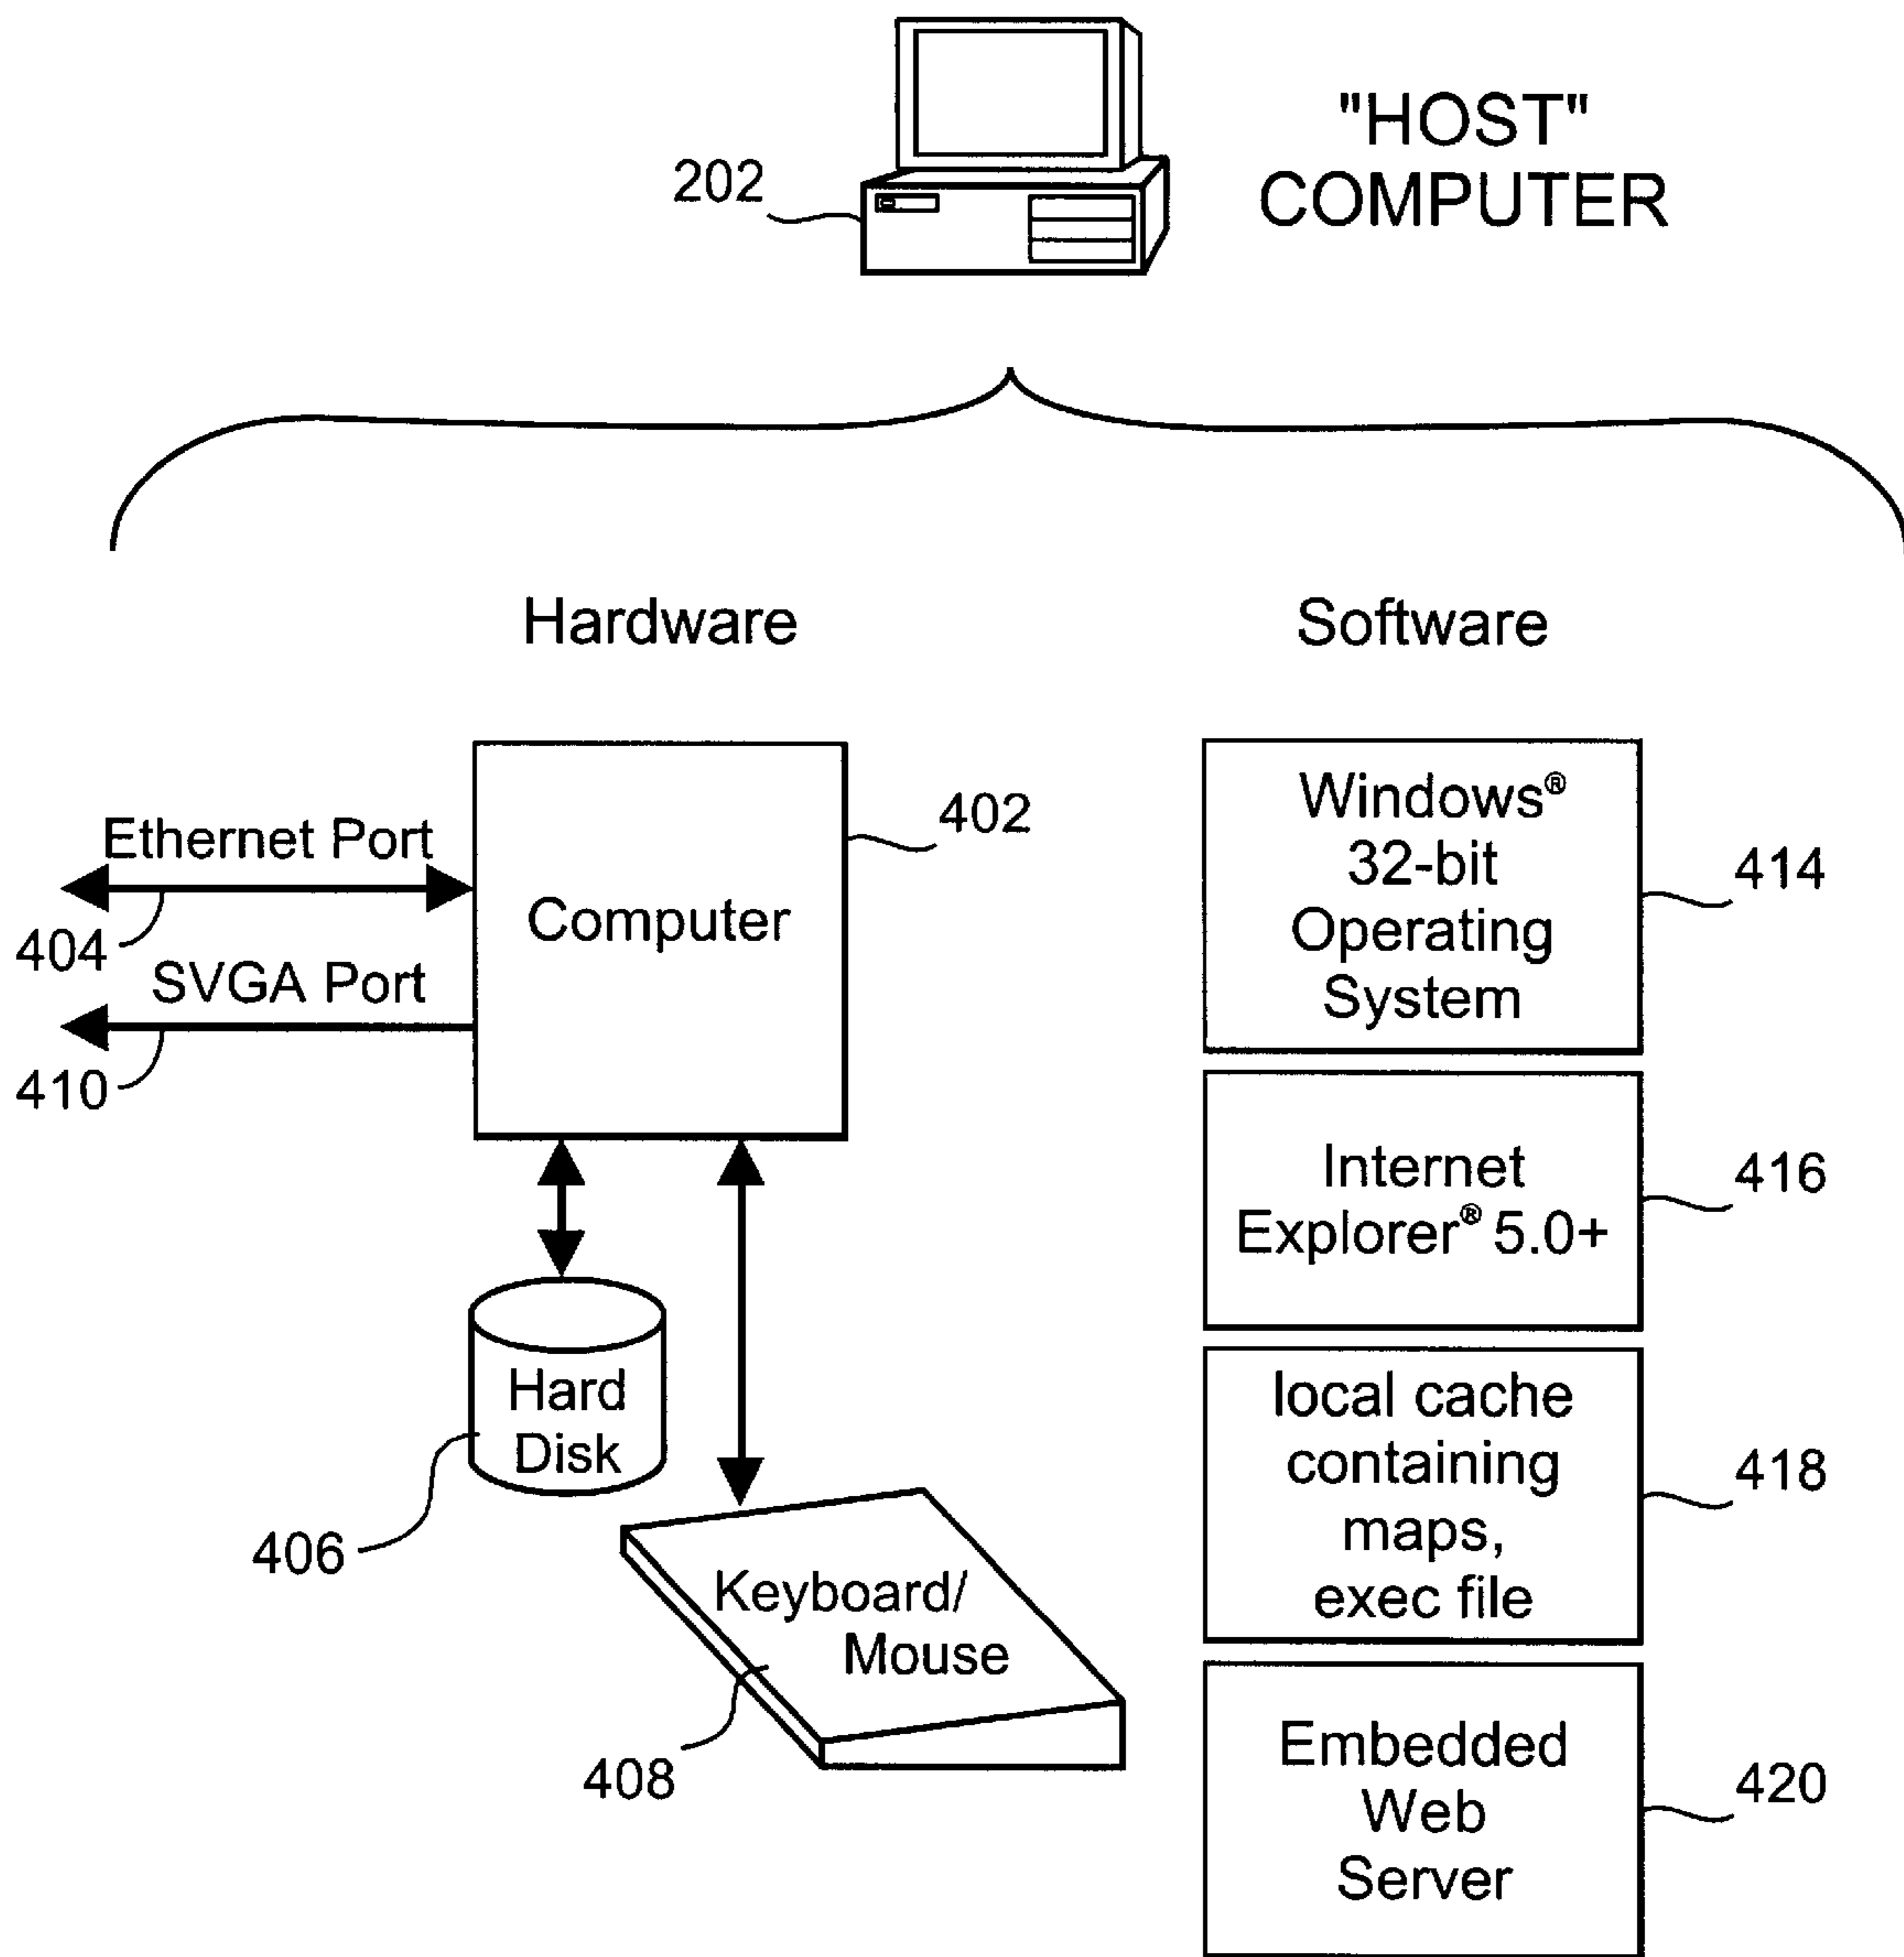 "HOST"
COMPUTER
202
Hardware
Software
Ethernet Port
404
SVGA Port
410
Computer
402
Hard
Disk
406
Keyboard/
Mouse
408
Windows®
32-bit
Operating
System
414
Internet
Explorer® 5.0+
416
local cache
containing
maps,
exec file
418
Embedded
Web
Server
420